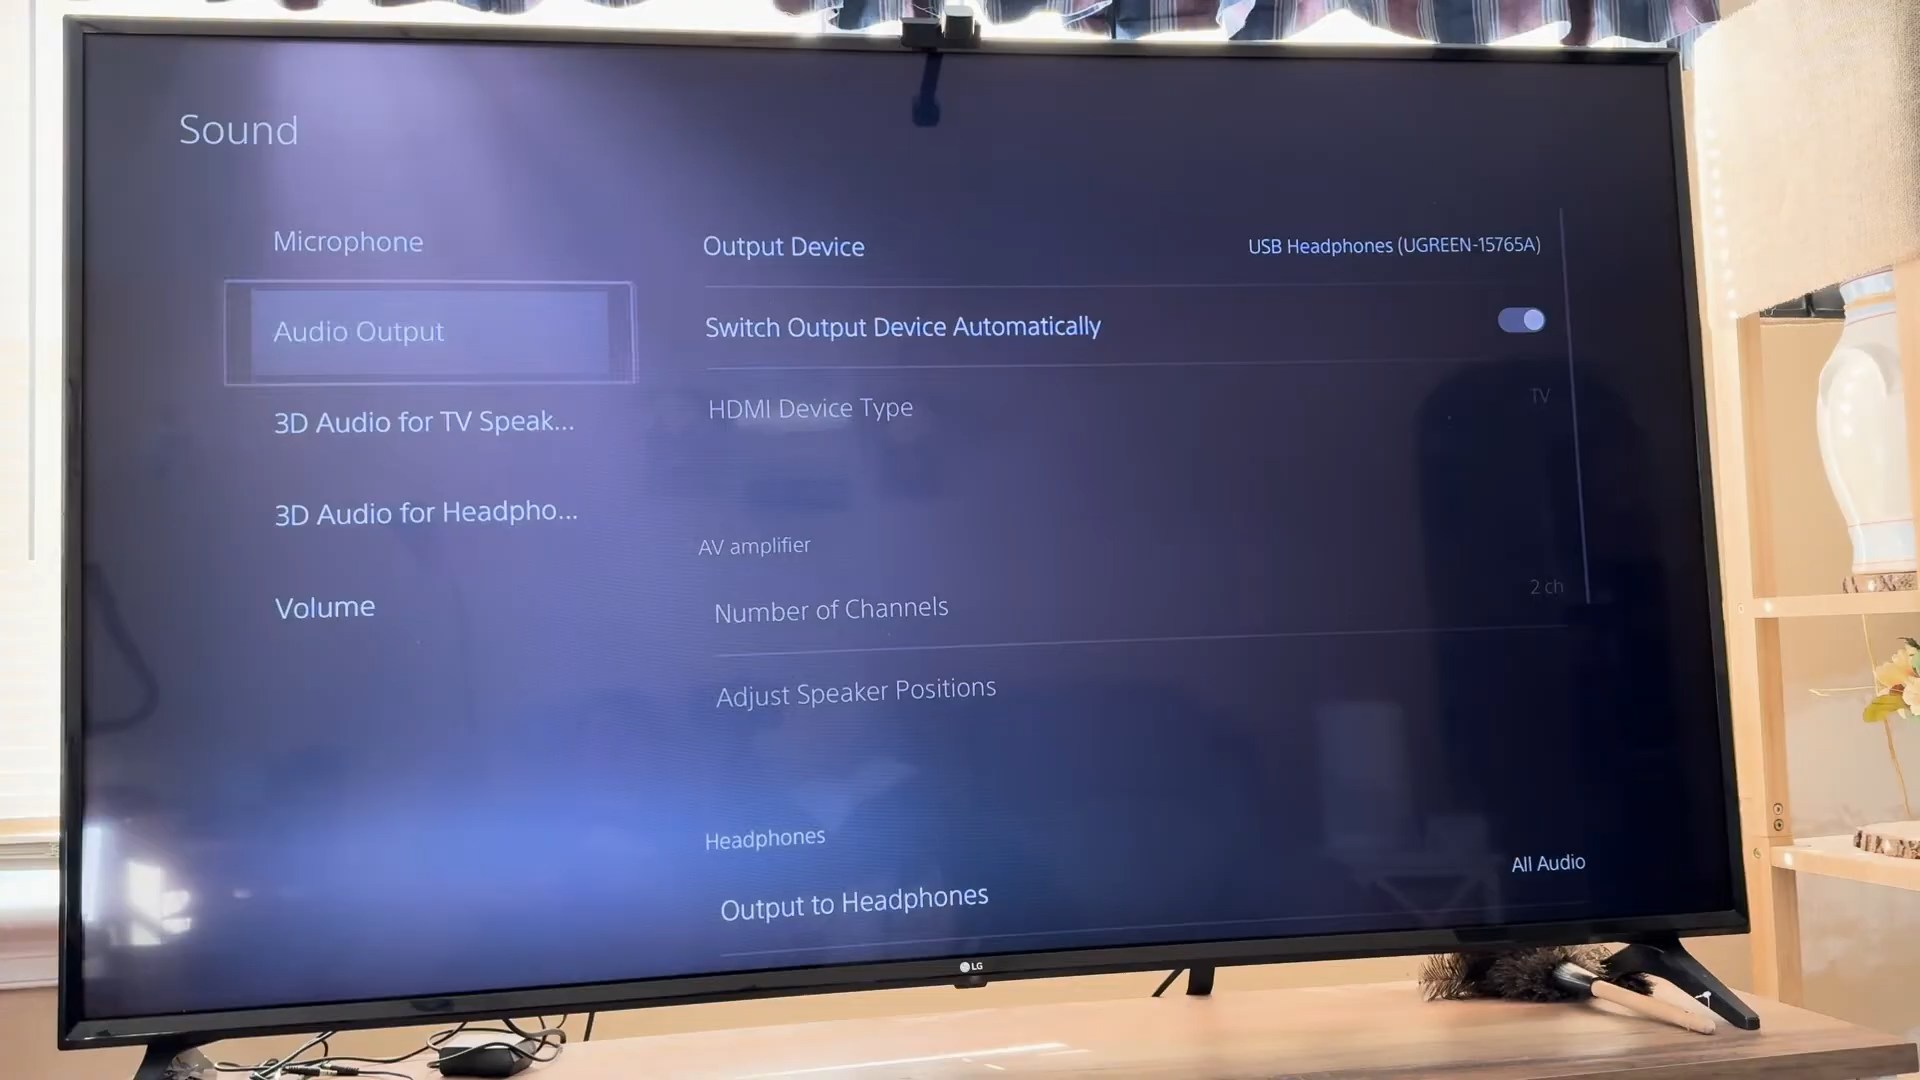 Sound
Microphone
Audio Output
3D Audio for TV Speak...
3D Audio for Headpho...
Volume
Output Device
USB Headphones (UGREEN-15765A)
Switch Output Device Automatically
HDMI Device Type
TV
AV amplifier
Number of Channels
2 ch
Adjust Speaker Positions
Headphones
Output to Headphones
All Audio
LG